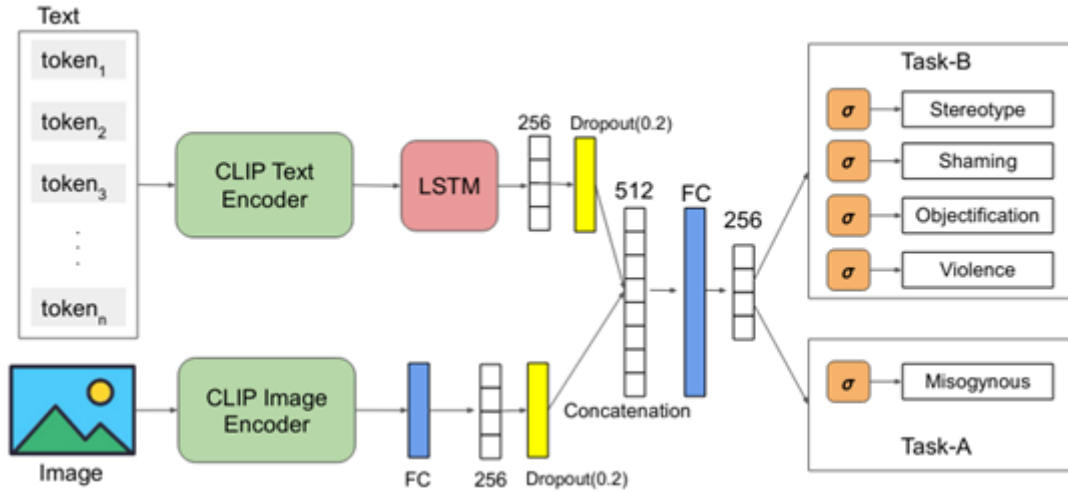 Text
token1
token2
token3
.
.
.
tokenn
CLIP Text
Encoder
LSTM
256
Dropout(0.2)
Image
CLIP Image
Encoder
FC
256
Dropout(0.2)
512
Concatenation
FC
256
Task-B
σ Stereotype
σ Shaming
σ Objectification
σ Violence
σ Misogynous
Task-A